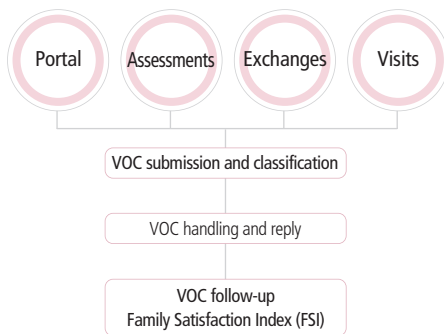 Portal
Assessments
Exchanges
Visits
VOC submission and classification
VOC handling and reply
VOC follow-up
Family Satisfaction Index (FSI)